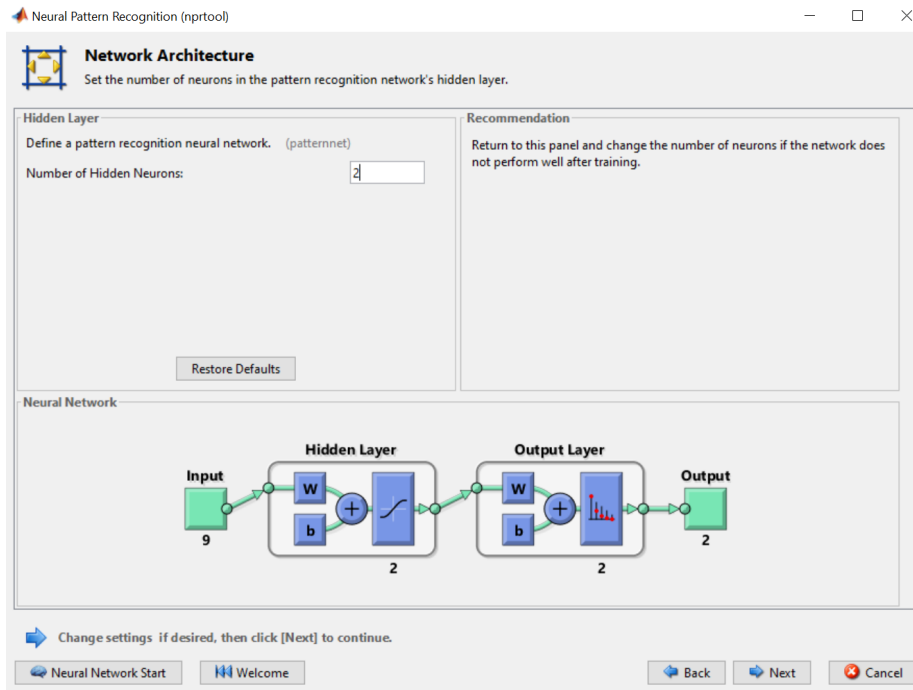 Neural Pattern Recognition (nprtool)
Network Architecture
Set the number of neurons in the pattern recognition network's hidden layer.
Hidden Layer
Define a pattern recognition neural network. (patternnet)
Number of Hidden Neurons: 2
Restore Defaults
Recommendation
Return to this panel and change the number of neurons if the network does
not perform well after training.
Neural Network
Hidden Layer
Output Layer
Input
Output
W
b
+
W
b
+
9
2
2
2
Change settings if desired, then click [Next] to continue.
Neural Network Start
Welcome
Back
Next
Cancel